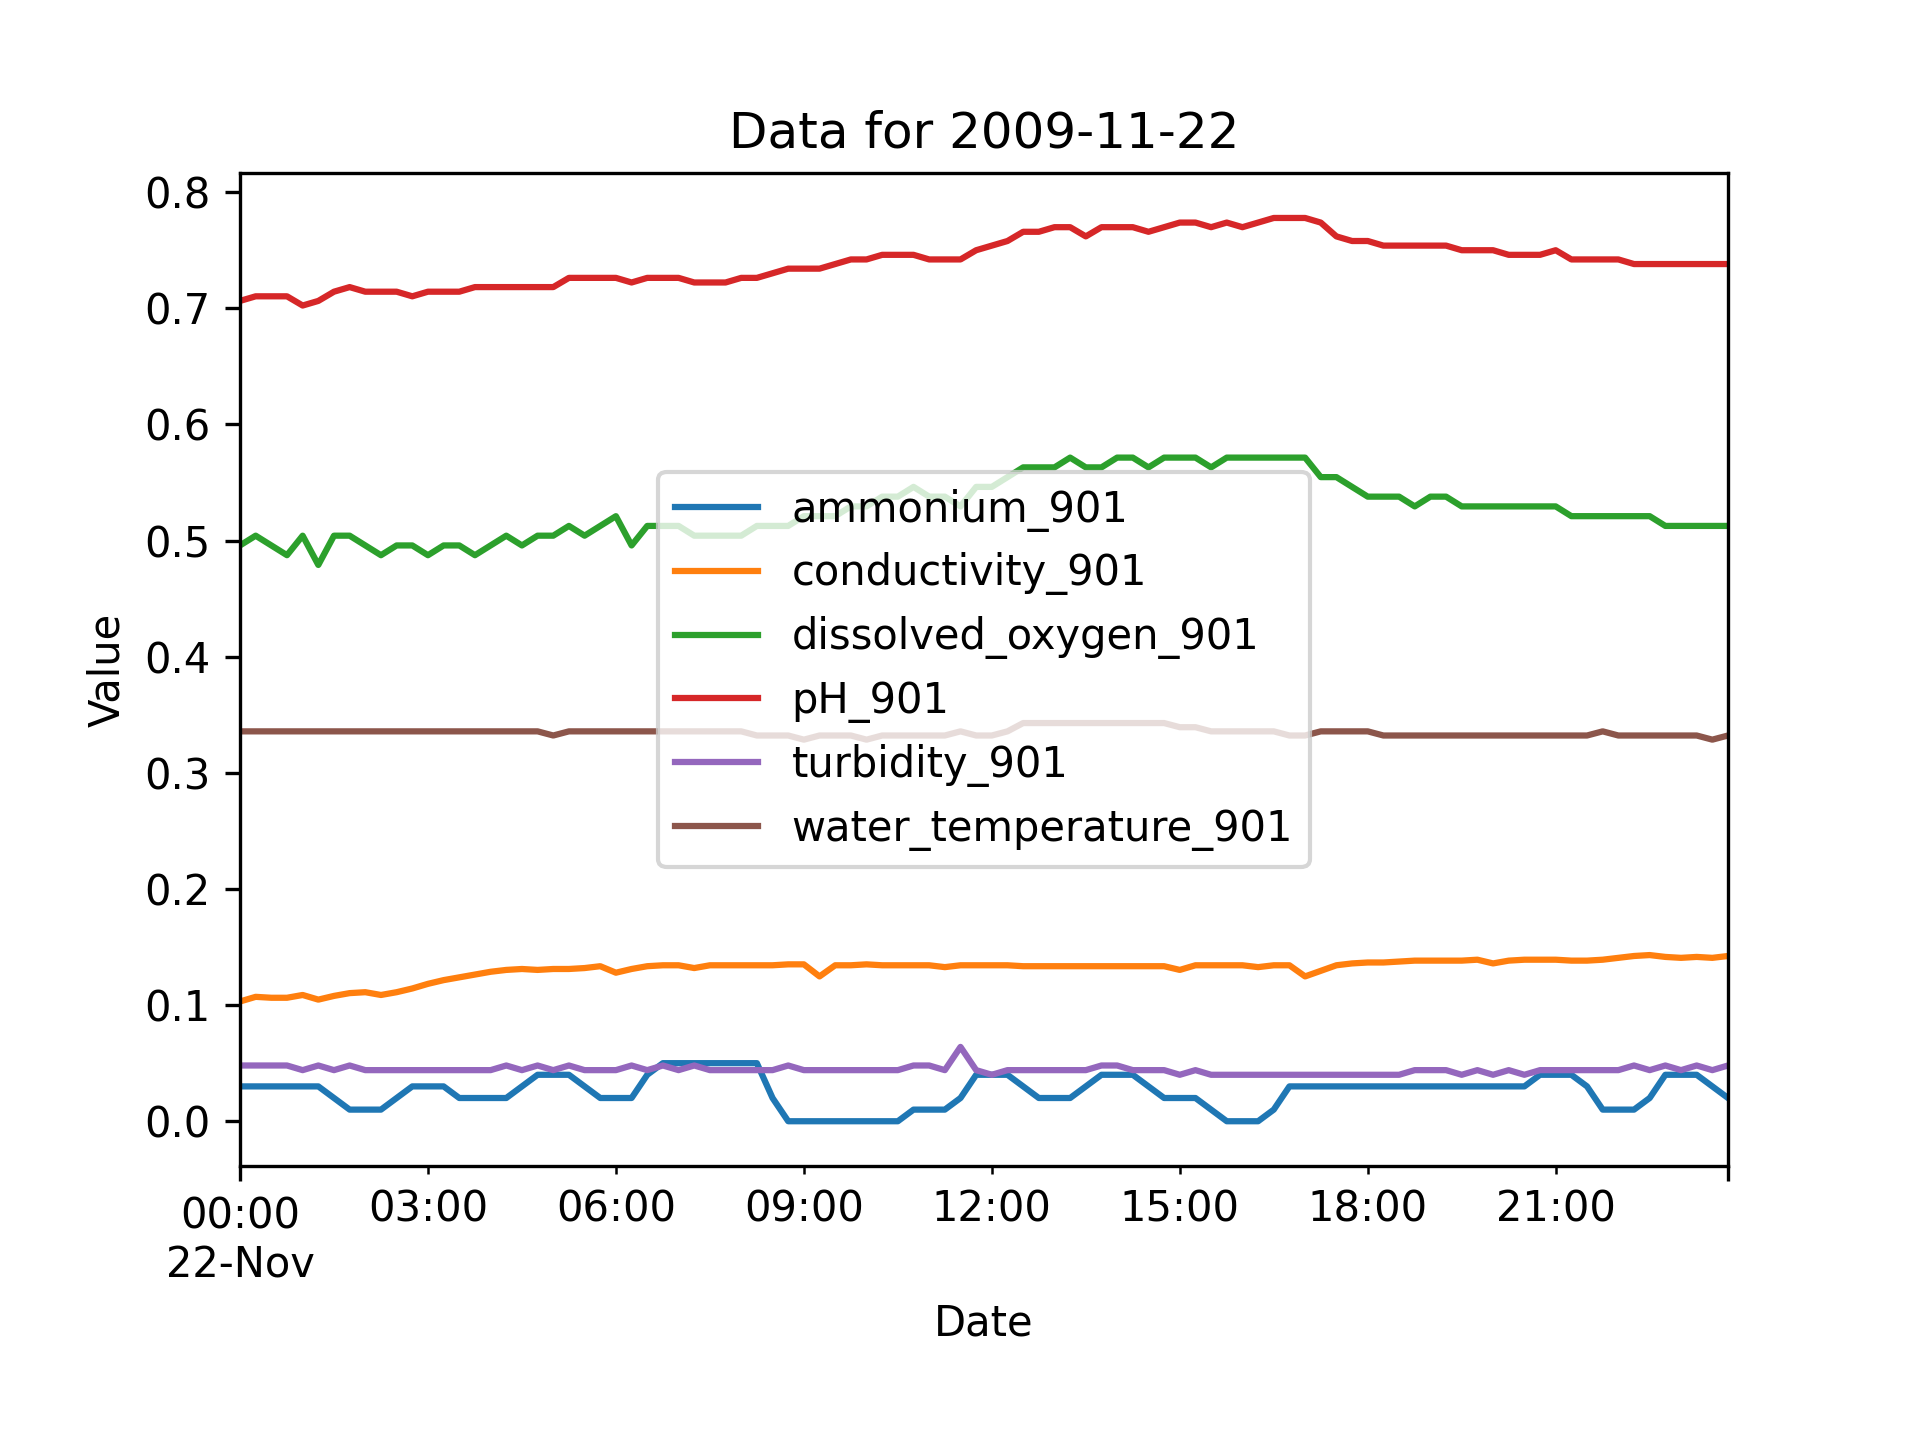 Data for 2009-11-22
0.8
0.7
0.6
0.5
0.4
0.3
0.2
0.1
0.0
Value
ammonium_901
conductivity_901
dissolved_oxygen_901
pH_901
turbidity_901
water_temperature_901
00:00 03:00 06:00 09:00 12:00 15:00 18:00 21:00
22-Nov
Date